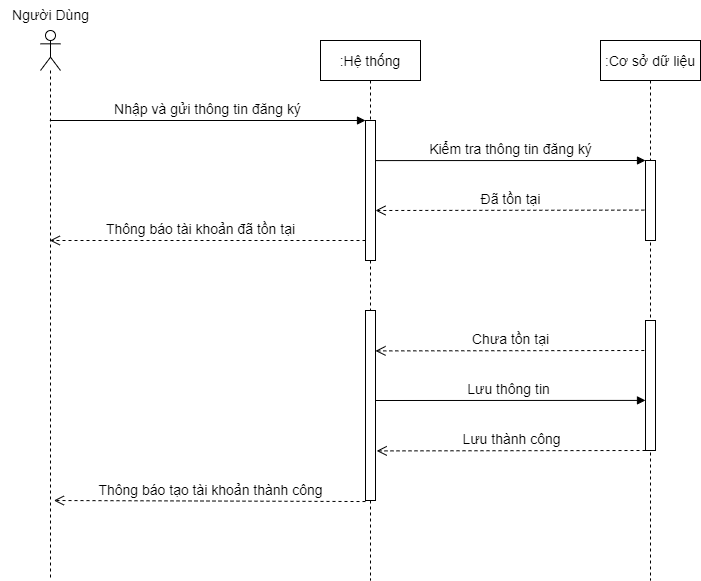 Người Dùng
:Hệ thống
:Cơ sở dữ liệu
Nhập và gửi thông tin đăng ký
Kiểm tra thông tin đăng ký
Đã tồn tại
Thông báo tài khoản đã tồn tại
Chưa tồn tại
Lưu thông tin
Lưu thành công
Thông báo tạo tài khoản thành công